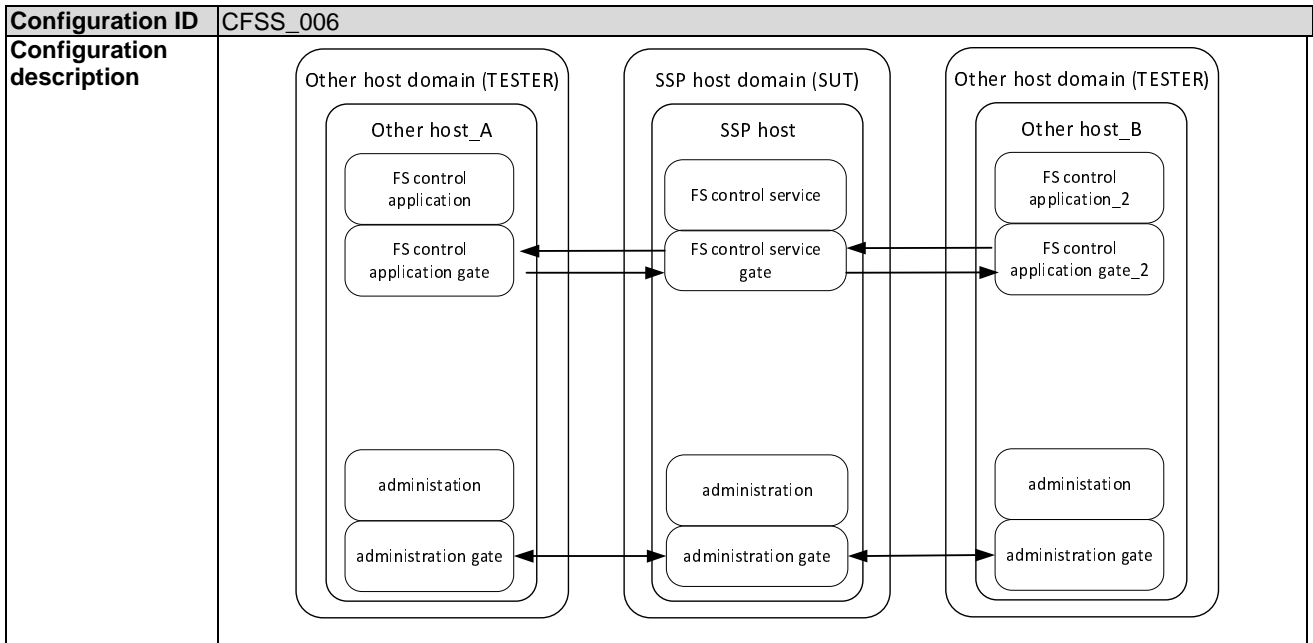 Configuration ID CFSS_006
Configuration
description
Other host domain (TESTER)
Other host_A
FS control
application
FS control
application gate
administation
administration gate
SSP host domain (SUT)
SSP host
FS control service
FS control service
gate
administration
administration gate
Other host domain (TESTER)
Other host_B
FS control
application_2
FS control
application gate_2
administation
administration gate